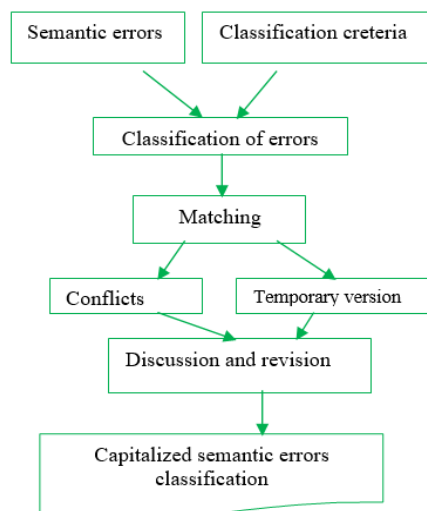 Semantic errors
Classification creteria
Classification of errors
Matching
Conflicts
Temporary version
Discussion and revision
Capitalized semantic errors
classification